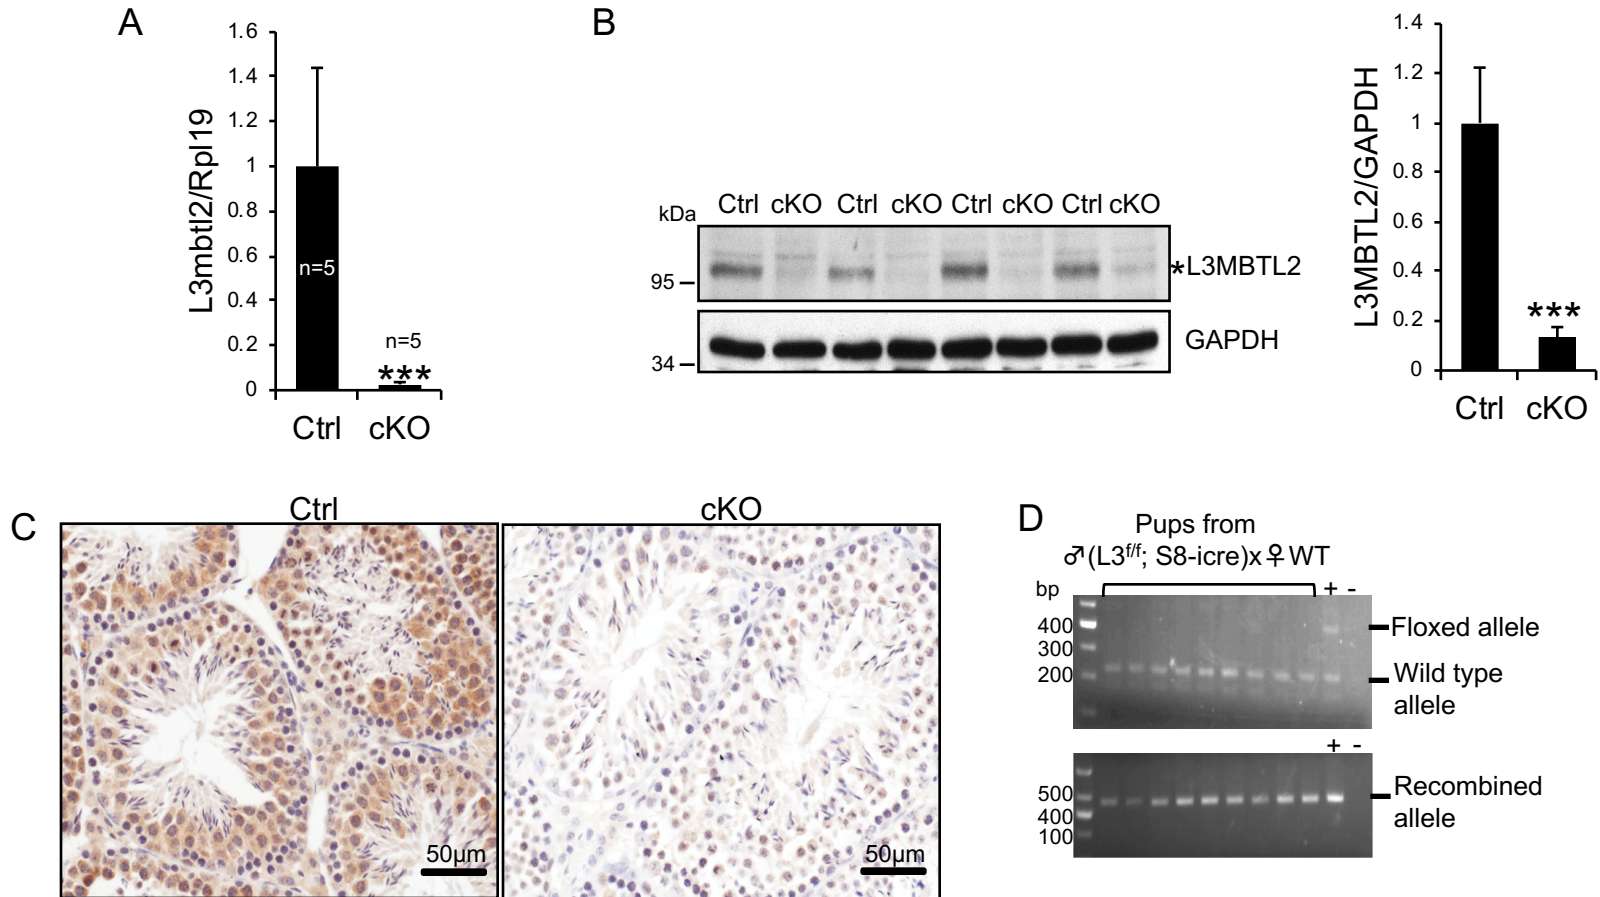 A
1.6
1.4
1.2
1
0.8
0.6
0.4
0.2
0
L3mbtl2/Rpl19
n=5
n=5
***
Ctrl cKO
B
kDa
Ctrl cKO Ctrl cKO Ctrl cKO Ctrl cKO
95
*L3MBTL2
GAPDH
34
1.4
1.2
1
0.8
0.6
0.4
0.2
0
L3MBTL2/GAPDH
***
Ctrl cKO
C
Ctrl
cKO
50µm
50µm
D
Pups from
♂(L3f/f; S8-icre)x♀WT
bp
+ -
400
300
200
Floxed allele
Wild type
allele
+ -
500
400
100
Recombined
allele